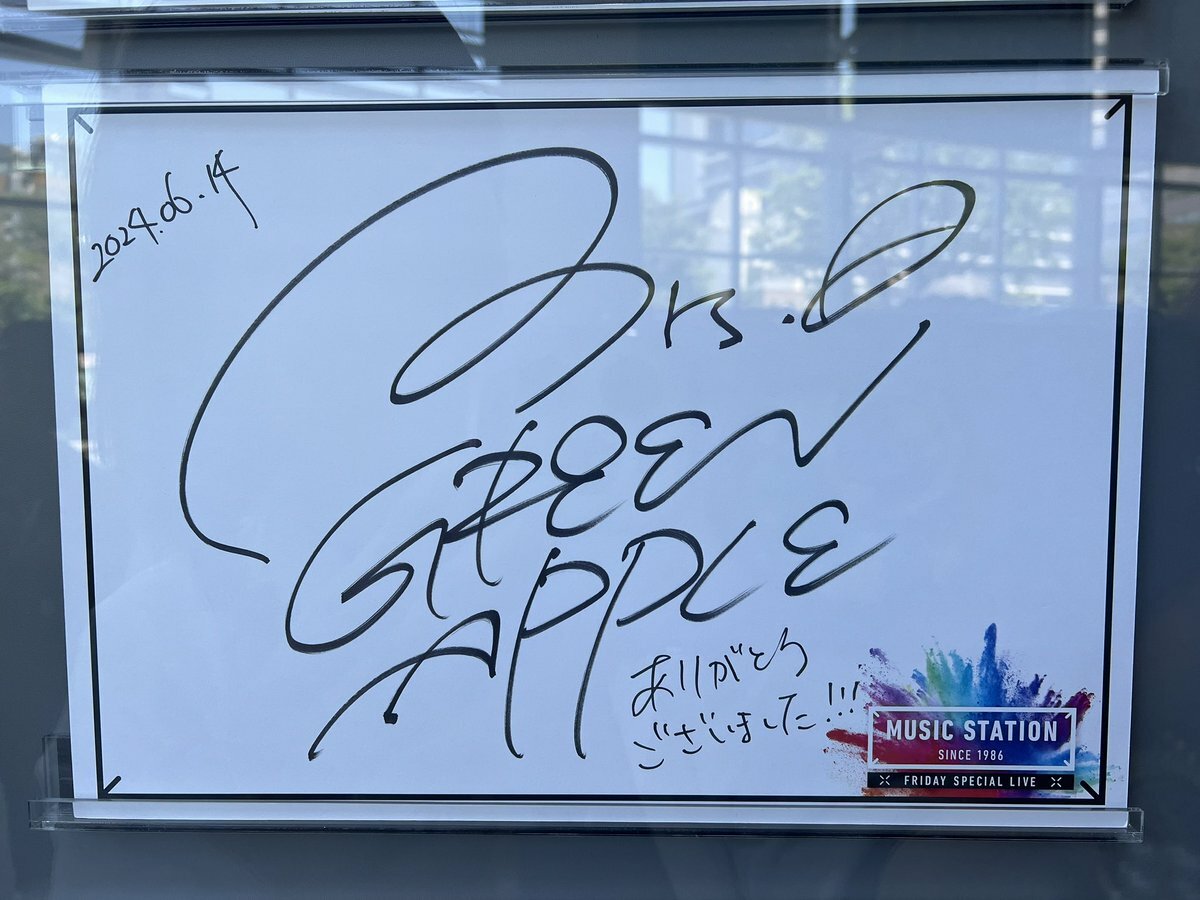 2024.06.14
Mrs.
GREEN
APPLE
ありがとう
ございました!!!
MUSIC STATION
SINCE 1986
FRIDAY SPECIAL LIVE